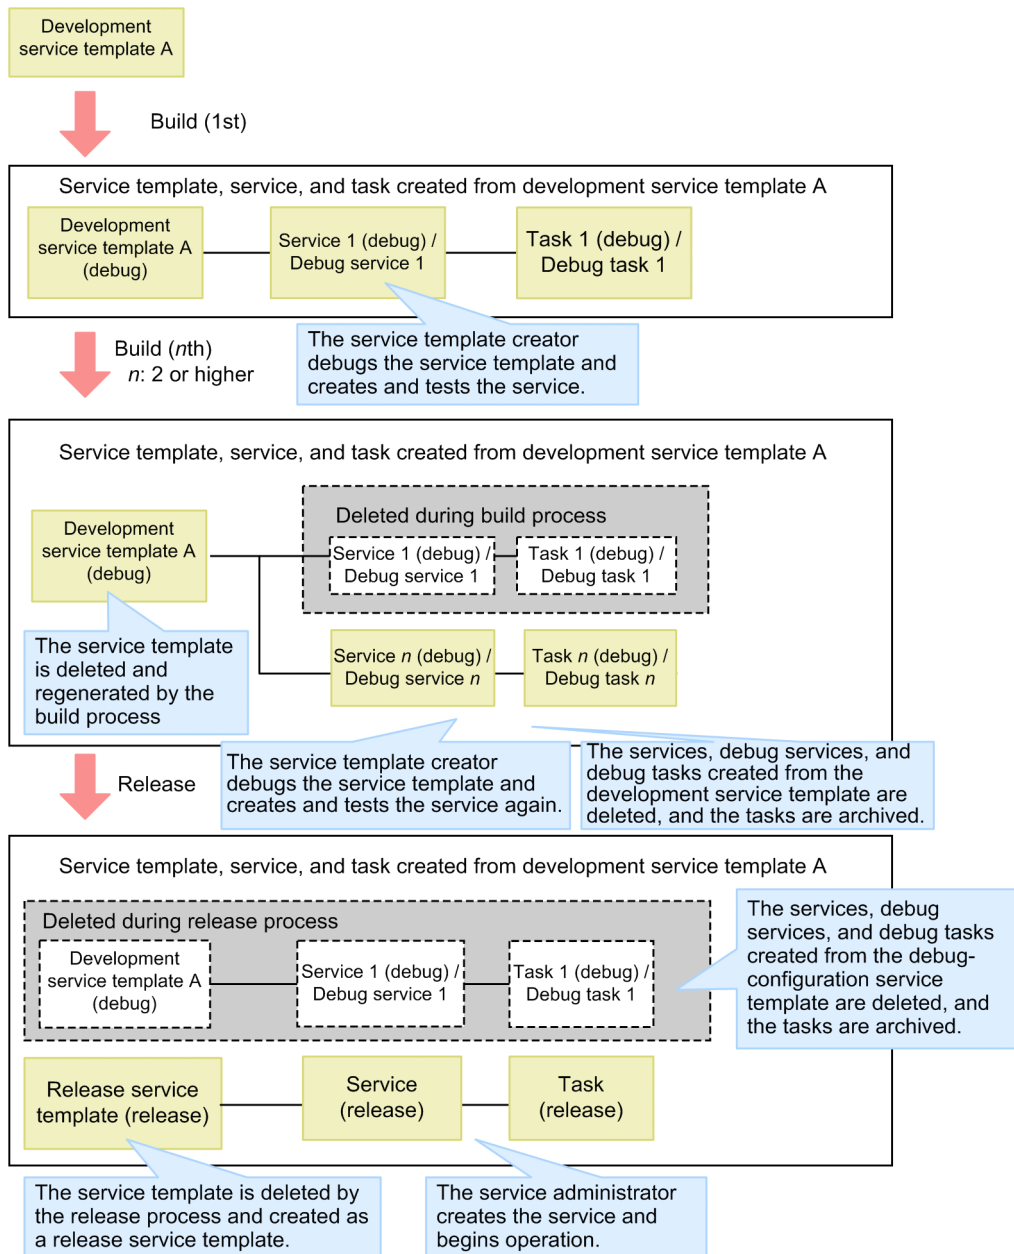 Development
service template A
Build (1st)
Service template, service, and task created from development service template A
Development
service template A
(debug)
Service 1 (debug) /
Debug service 1
Task 1 (debug) /
Debug task 1
The service template creator
debugs the service template and
creates and tests the service.
Build (nth)
n: 2 or higher
Service template, service, and task created from development service template A
Deleted during build process
Development
service template A
(debug)
Service 1 (debug) /
Debug service 1
Task 1 (debug) /
Debug task 1
The service template
is deleted and
regenerated by the
build process
Service n (debug) /
Debug service n
Task n (debug) /
Debug task n
The service template creator
debugs the service template and
creates and tests the service again.
The services, debug services, and
debug tasks created from the
development service template are
deleted, and the tasks are archived.
Release
Service template, service, and task created from development service template A
Deleted during release process
Development
service template A
(debug)
Service 1 (debug) /
Debug service 1
Task 1 (debug) /
Debug task 1
The services, debug
services, and debug tasks
created from the debug-
configuration service
template are deleted, and
the tasks are archived.
Release service
template (release)
Service
(release)
Task
(release)
The service template is deleted by
the release process and created as
a release service template.
The service administrator
creates the service and
begins operation.